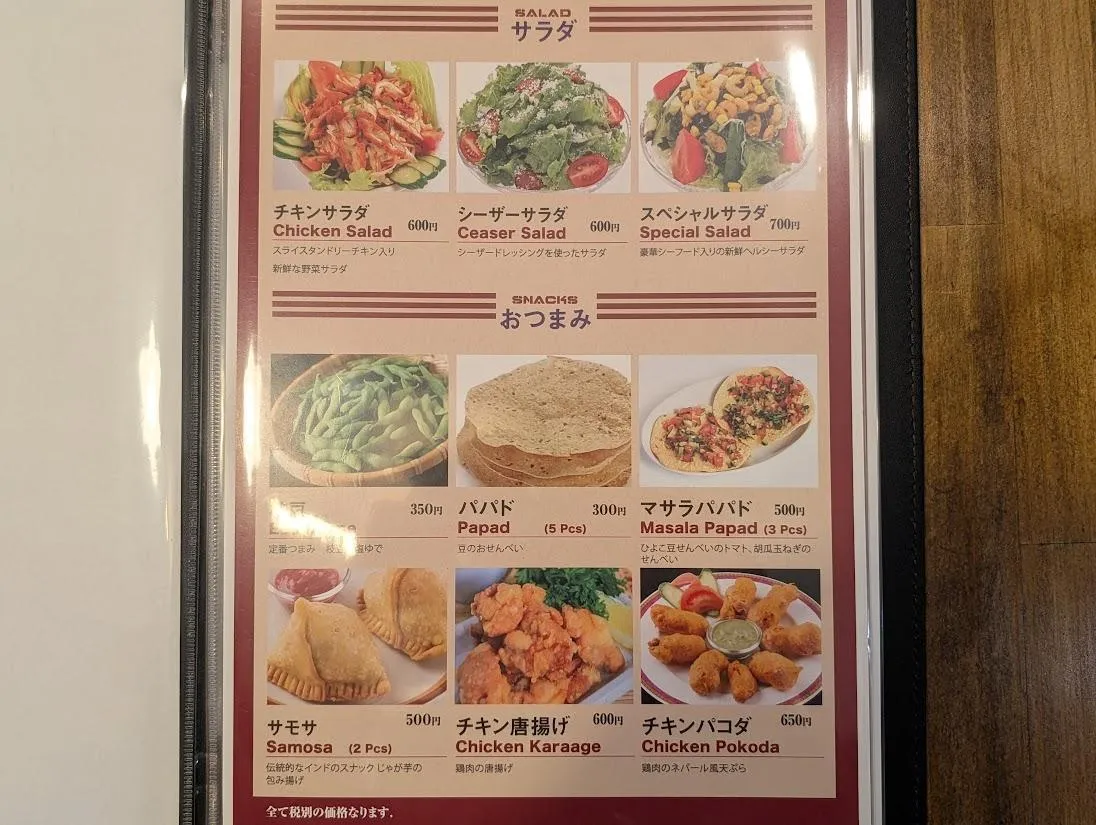 SALAD
サラダ
チキンサラダ
Chicken Salad 600円
スライスタンドリーチキン入り
新鮮な野菜サラダ
シーザーサラダ
Ceaser Salad 600円
シーザードレッシングを使ったサラダ
スペシャルサラダ
Special Salad 700円
豪華シーフード入りの新鮮ヘルシーサラダ
SNACKS
おつまみ
豆 350円
定番つまみ
ゆで
パパド 300円
Papad (5 Pcs)
豆のおせんべい
マサラパパド 500円
Masala Papad (3 Pcs)
ひよこ豆せんべいのトマト、胡瓜玉ねぎの
せんべい
サモサ 500円
Samosa (2 Pcs)
伝統的なインドのスナック じゃが芋の
包み揚げ
チキン唐揚げ 600円
Chicken Karaage
鶏肉の唐揚げ
チキンパコダ 650円
Chicken Pokoda
鶏肉のネパール風天ぷら
全て税別の価格なります.